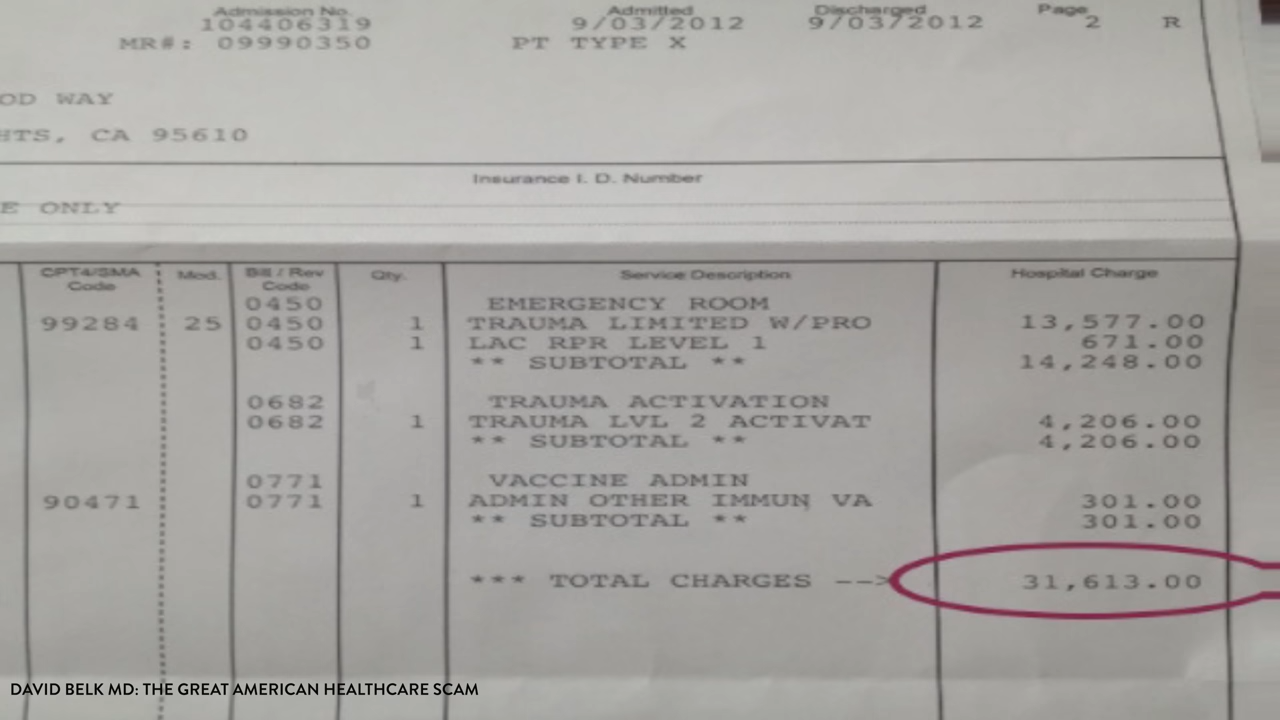 Admission No. Admitted Discharged Page
104406319 9/03/2012 9/03/2012 2 R
MR#: 09990350 PT TYPE X
OD WAY
HTS, CA 95610
Insurance I. D. Number
E ONLY
CPT4/SMA Code Mod. Bill / Rev Code Qty. Service Description Hospital Charge
0450 EMERGENCY ROOM
99284 25 0450 1 TRAUMA LIMITED W/PRO 13,577.00
0450 1 LAC RPR LEVEL 1 671.00
** SUBTOTAL ** 14,248.00
0682 TRAUMA ACTIVATION
0682 1 TRAUMA LVL 2 ACTIVAT 4,206.00
** SUBTOTAL ** 4,206.00
0771 VACCINE ADMIN
90471 0771 1 ADMIN OTHER IMMUN VA 301.00
** SUBTOTAL ** 301.00
*** TOTAL CHARGES --> 31,613.00
DAVID BELK MD: THE GREAT AMERICAN HEALTHCARE SCAM